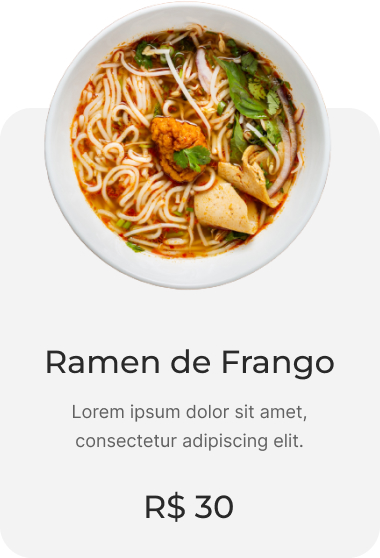 Ramen de Frango
Lorem ipsum dolor sit amet,
consectetur adipiscing elit.
R$ 30